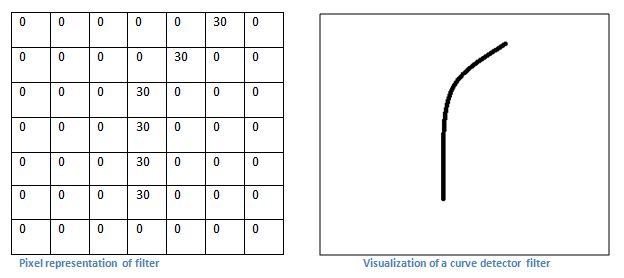 0 0 0 0 0 30 0
0 0 0 0 30 0 0
0 0 0 30 0 0 0
0 0 0 30 0 0 0
0 0 0 30 0 0 0
0 0 0 30 0 0 0
0 0 0 0 0 0 0
Pixel representation of filter
Visualization of a curve detector filter